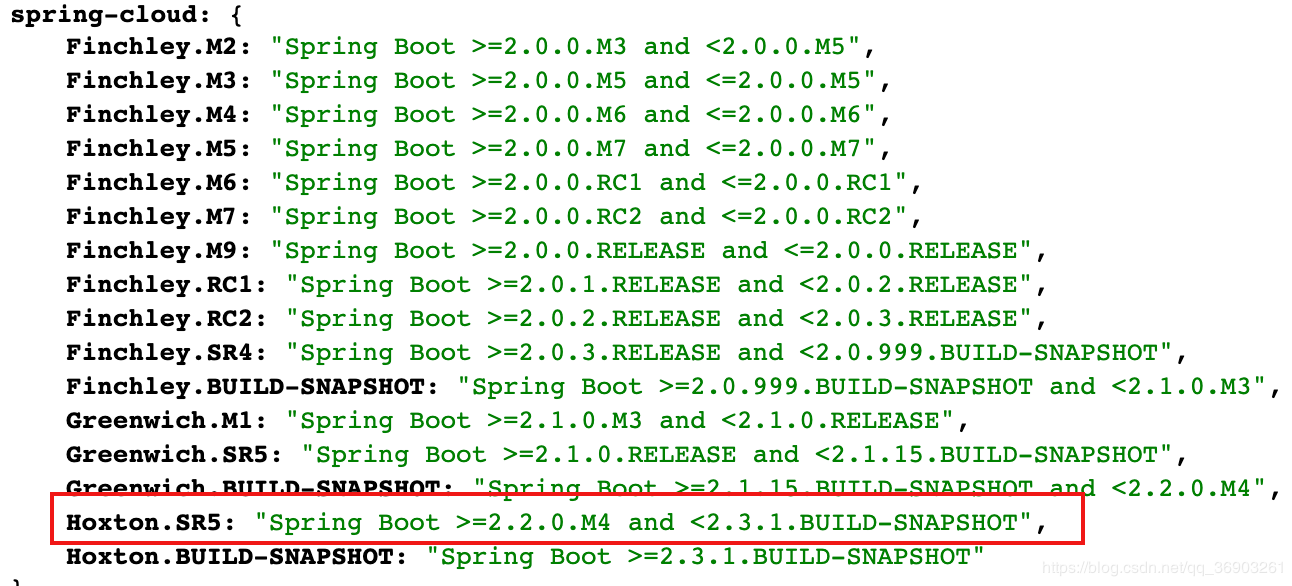 spring-cloud: {
Finchley.M2: "Spring Boot >=2.0.0.M3 and <2.0.0.M5",
Finchley.M3: "Spring Boot >=2.0.0.M5 and <=2.0.0.M5",
Finchley.M4: "Spring Boot >=2.0.0.M6 and <=2.0.0.M6",
Finchley.M5: "Spring Boot >=2.0.0.M7 and <=2.0.0.M7",
Finchley.M6: "Spring Boot >=2.0.0.RC1 and <=2.0.0.RC1",
Finchley.M7: "Spring Boot >=2.0.0.RC2 and <=2.0.0.RC2",
Finchley.M9: "Spring Boot >=2.0.0.RELEASE and <=2.0.0.RELEASE",
Finchley.RC1: "Spring Boot >=2.0.1.RELEASE and <2.0.2.RELEASE",
Finchley.RC2: "Spring Boot >=2.0.2.RELEASE and <2.0.3.RELEASE",
Finchley.SR4: "Spring Boot >=2.0.3.RELEASE and <2.0.999.BUILD-SNAPSHOT",
Finchley.BUILD-SNAPSHOT: "Spring Boot >=2.0.999.BUILD-SNAPSHOT and <2.1.0.M3",
Greenwich.M1: "Spring Boot >=2.1.0.M3 and <2.1.0.RELEASE",
Greenwich.SR5: "Spring Boot >=2.1.0.RELEASE and <2.1.15.BUILD-SNAPSHOT",
Greenwich.BUILD-SNAPSHOT: "Spring Boot >=2.1.15.BUILD-SNAPSHOT and <2.2.0.M4",
Hoxton.SR5: "Spring Boot >=2.2.0.M4 and <2.3.1.BUILD-SNAPSHOT",
Hoxton.BUILD-SNAPSHOT: "Spring Boot >=2.3.1.BUILD-SNAPSHOT"
https://blog.csdn.net/qq_36903261
}